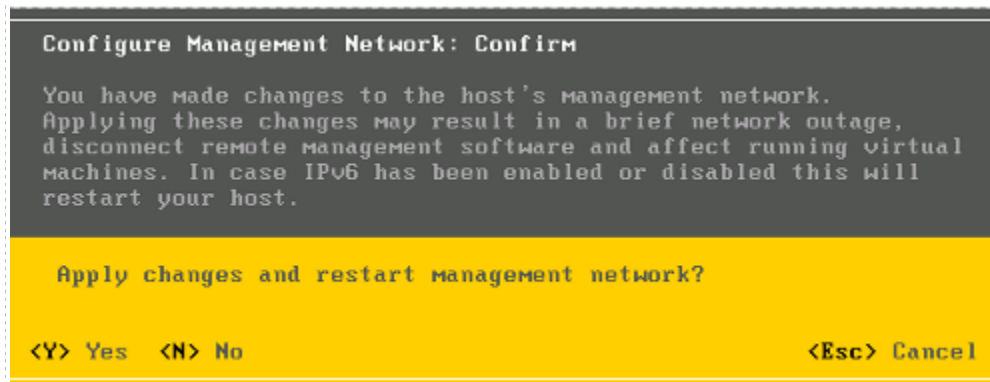 Configure Management Network: Confirm
You have made changes to the host's management network.
Applying these changes may result in a brief network outage,
disconnect remote management software and affect running virtual
machines. In case IPv6 has been enabled or disabled this will
restart your host.
Apply changes and restart management network?
<Y> Yes <N> No <Esc> Cancel